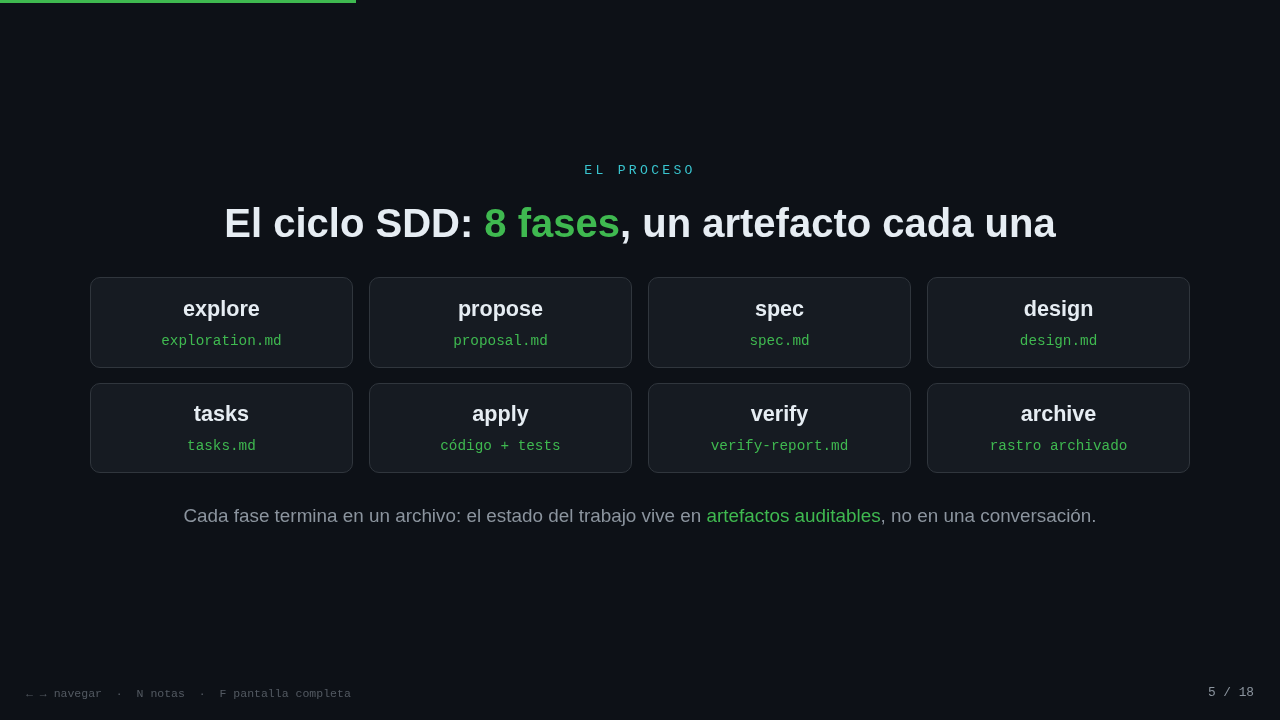 EL PROCESO
El ciclo SDD: 8 fases, un artefacto cada una
explore
exploration.md
propose
proposal.md
spec
spec.md
design
design.md
tasks
tasks.md
apply
código + tests
verify
verify-report.md
archive
rastro archivado
Cada fase termina en un archivo: el estado del trabajo vive en artefactos auditables, no en una conversación.
← → navegar · N notas · F pantalla completa
5 / 18